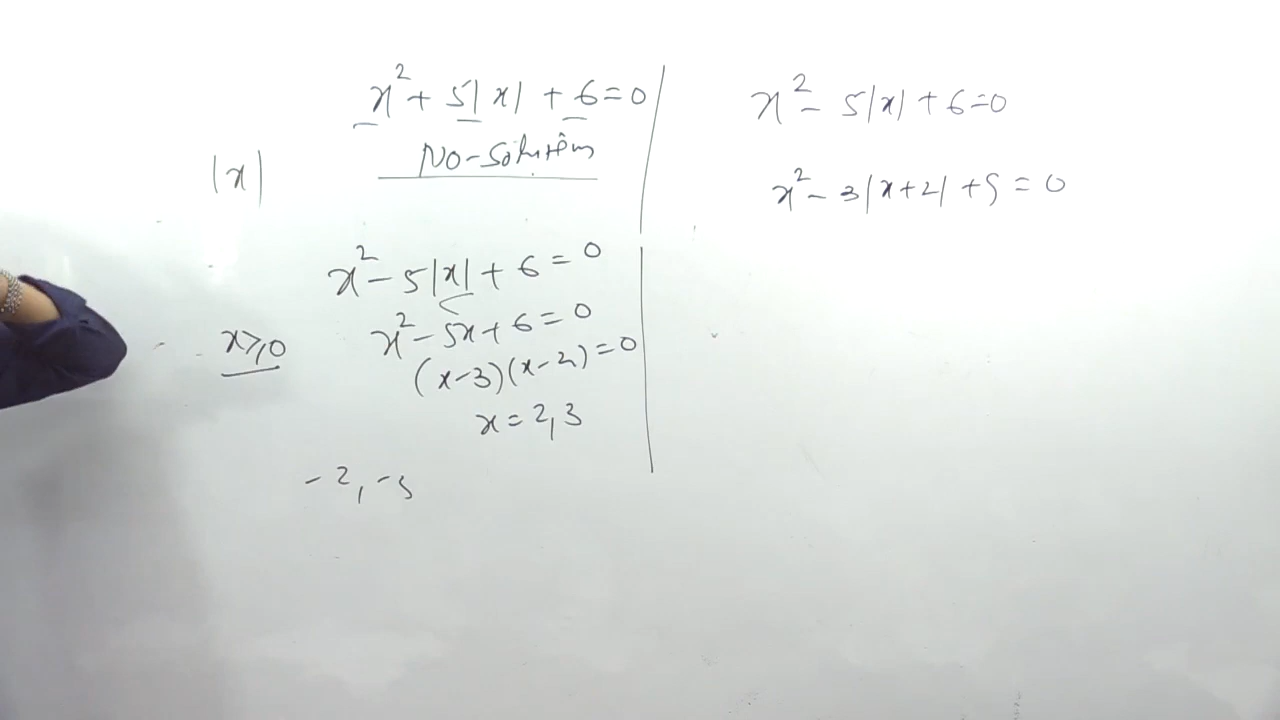 x² + 5|x| + 6 = 0
No-Solution
|x|
x² - 5|x| + 6 = 0
x ≥ 0
x² - 5x + 6 = 0
(x-3)(x-2) = 0
x = 2, 3
-2, -3
x² - 5|x| + 6 = 0
x² - 3|x+2| + 5 = 0